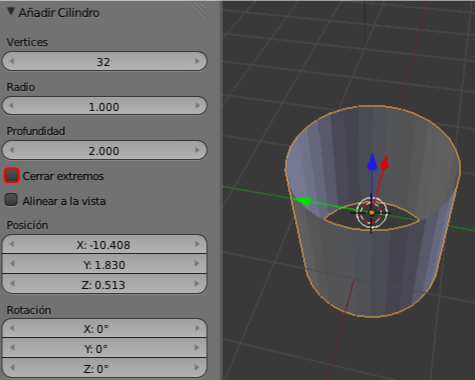 Añadir Cilindro
Vertices
32
Radio
1.000
Profundidad
2.000
Cerrar extremos
Alinear a la vista
Posición
X: -10.408
Y: 1.830
Z: 0.513
Rotación
X: 0°
Y: 0°
Z: 0°